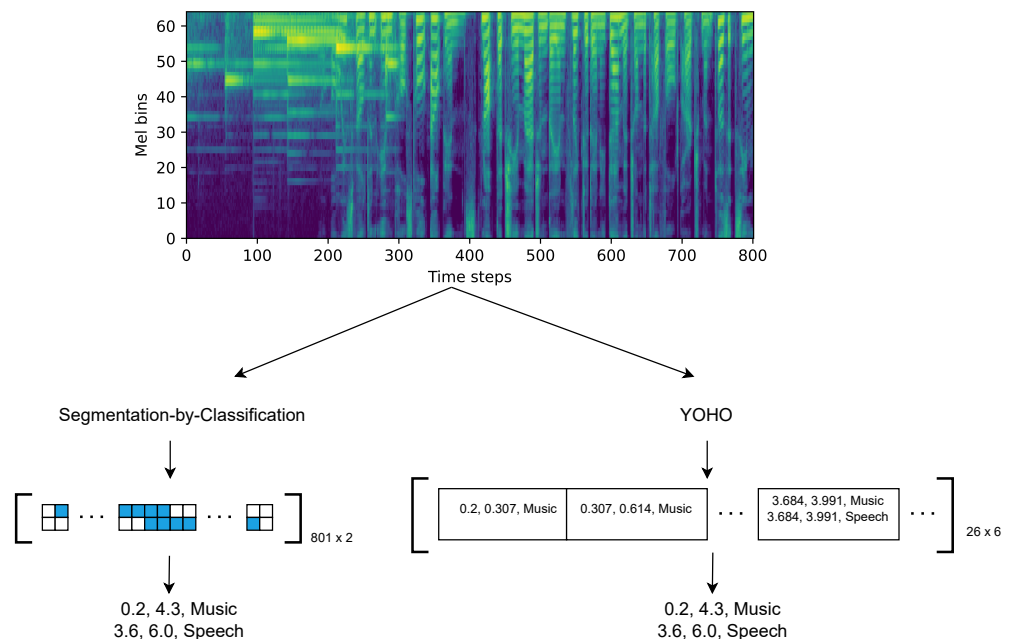 60
50
40
30
20
10
0
Mel bins
0 100 200 300 400 500 600 700 800
Time steps
Segmentation-by-Classification
YOHO
801 x 2
0.2, 0.307, Music
0.307, 0.614, Music
3.684, 3.991, Music
3.684, 3.991, Speech
26 x 6
0.2, 4.3, Music
3.6, 6.0, Speech
0.2, 4.3, Music
3.6, 6.0, Speech